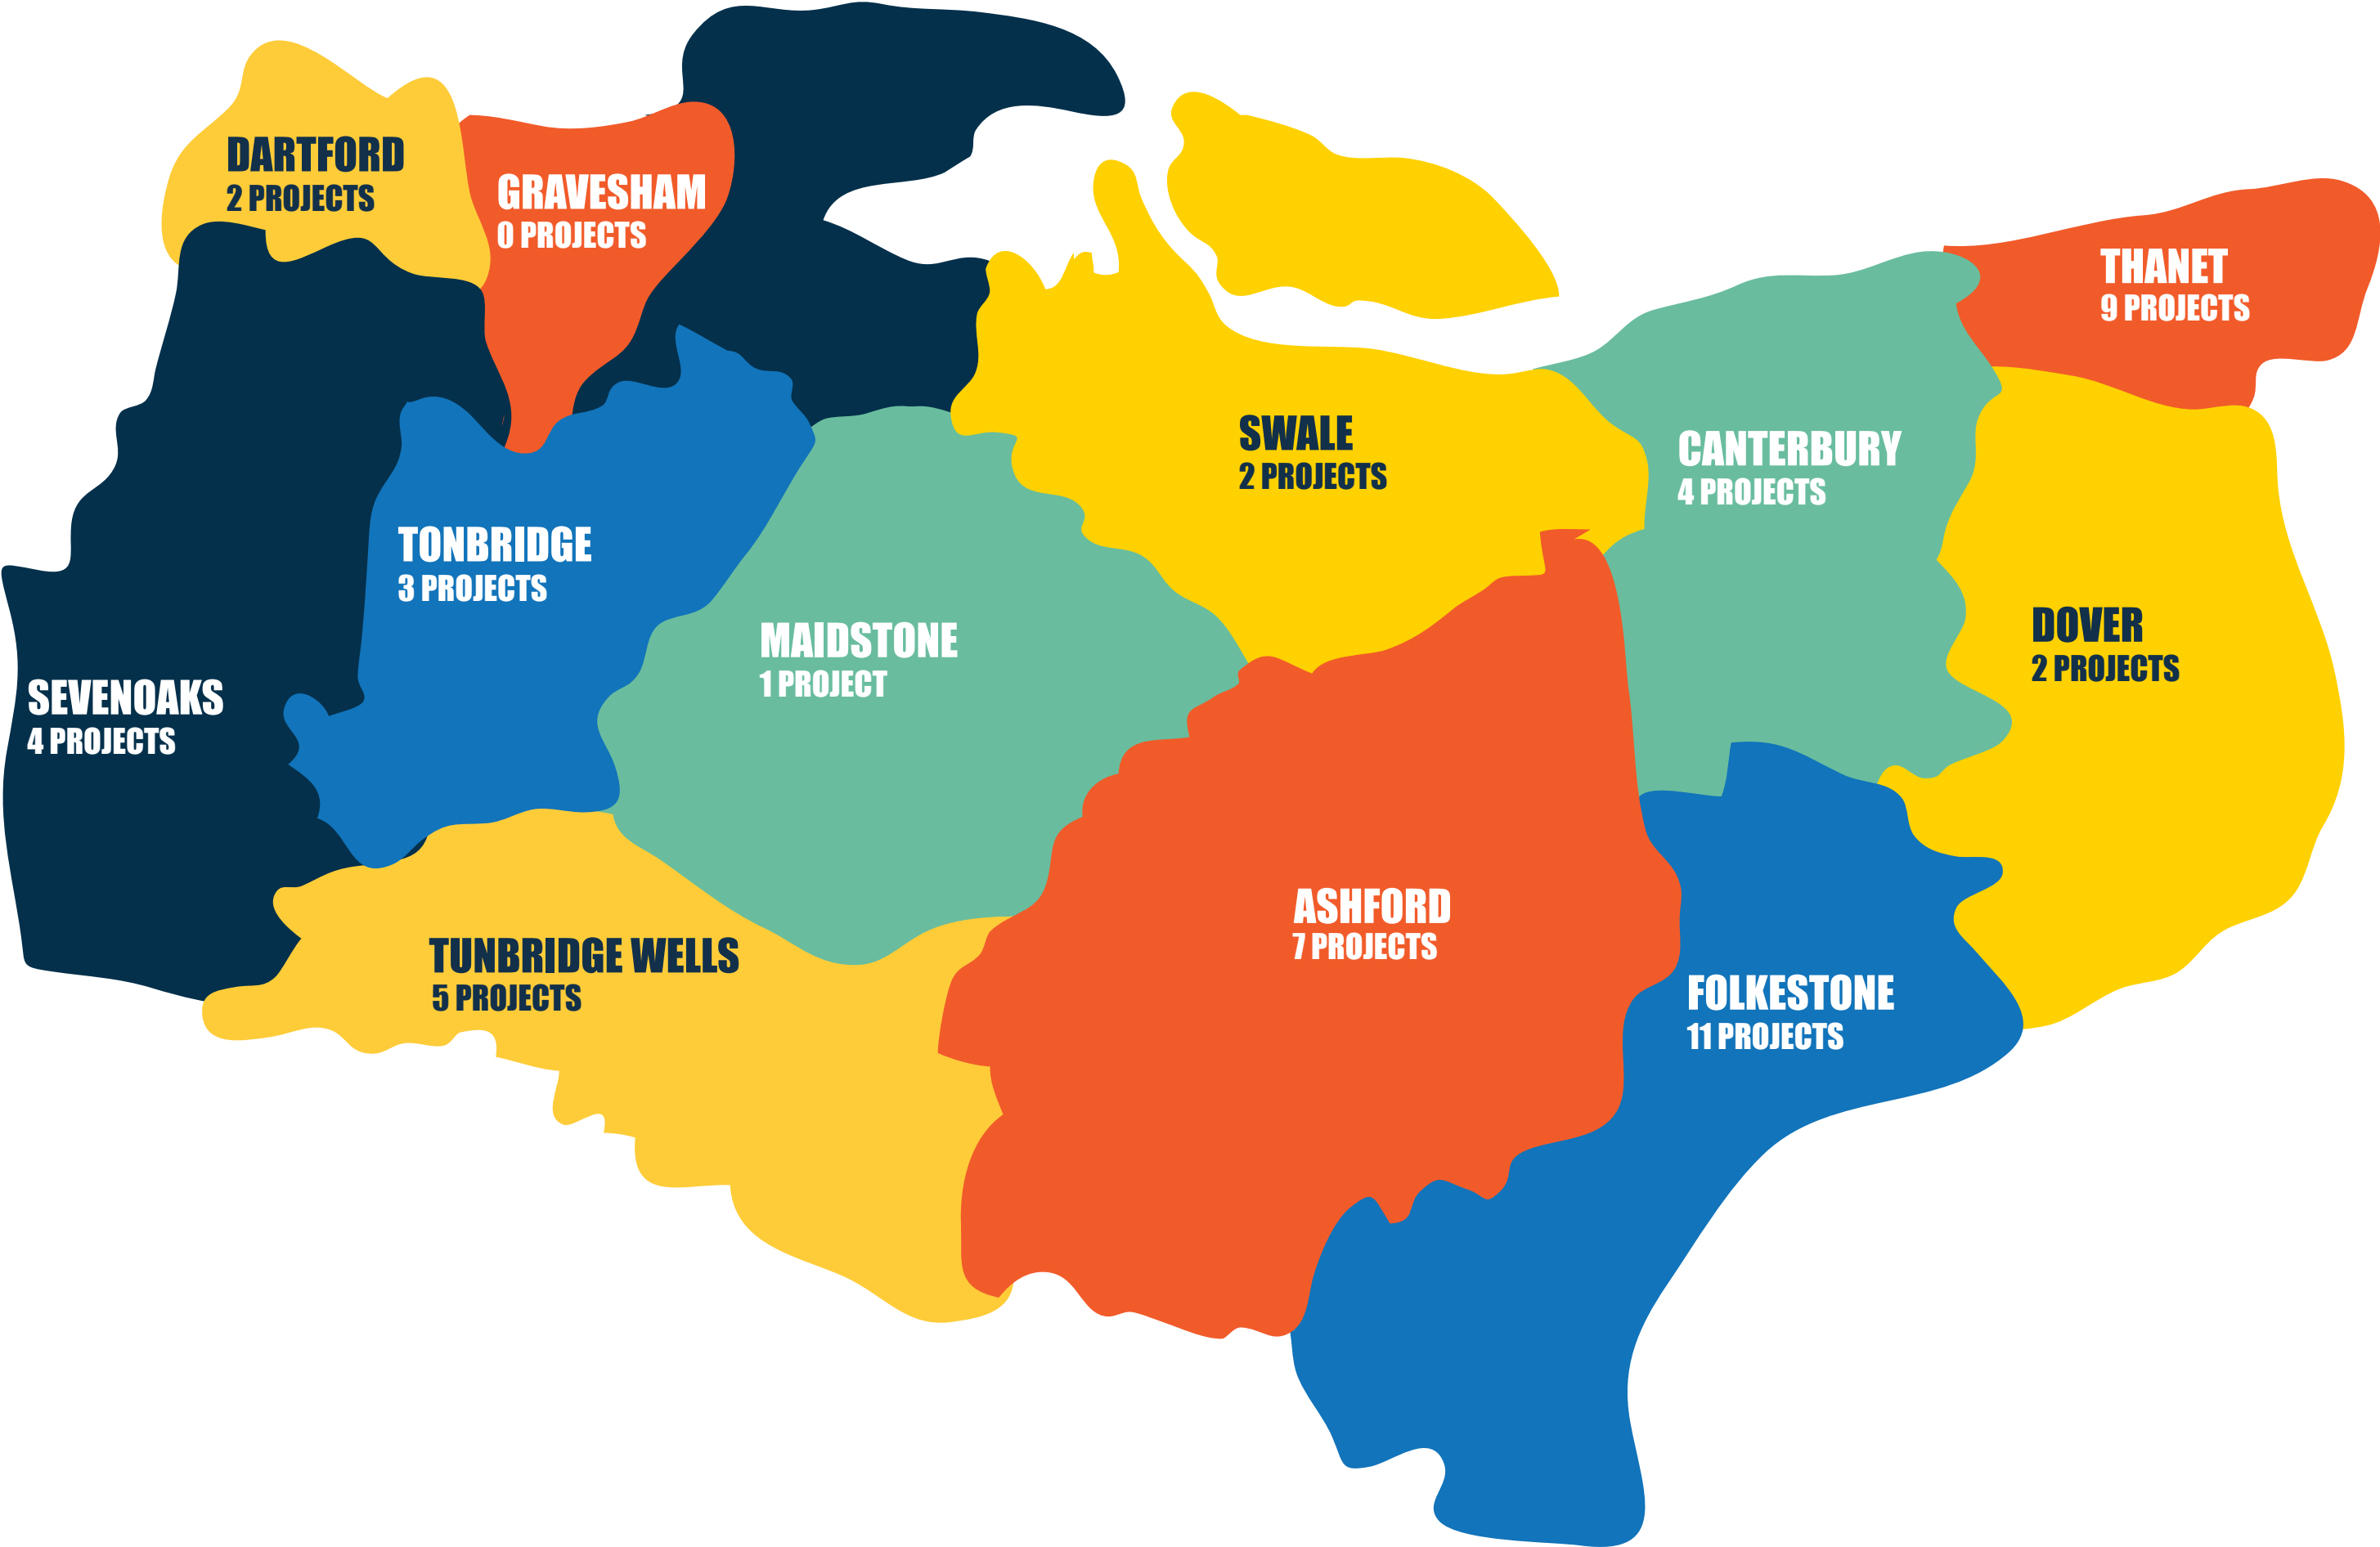 DARTFORD
2 PROJECTS
GRAVESHAM
0 PROJECTS
THANET
9 PROJECTS
SWALE
2 PROJECTS
CANTERBURY
4 PROJECTS
TONBRIDGE
3 PROJECTS
MAIDSTONE
1 PROJECT
DOVER
2 PROJECTS
SEVENOAKS
4 PROJECTS
ASHFORD
7 PROJECTS
TUNBRIDGE WELLS
5 PROJECTS
FOLKESTONE
11 PROJECTS